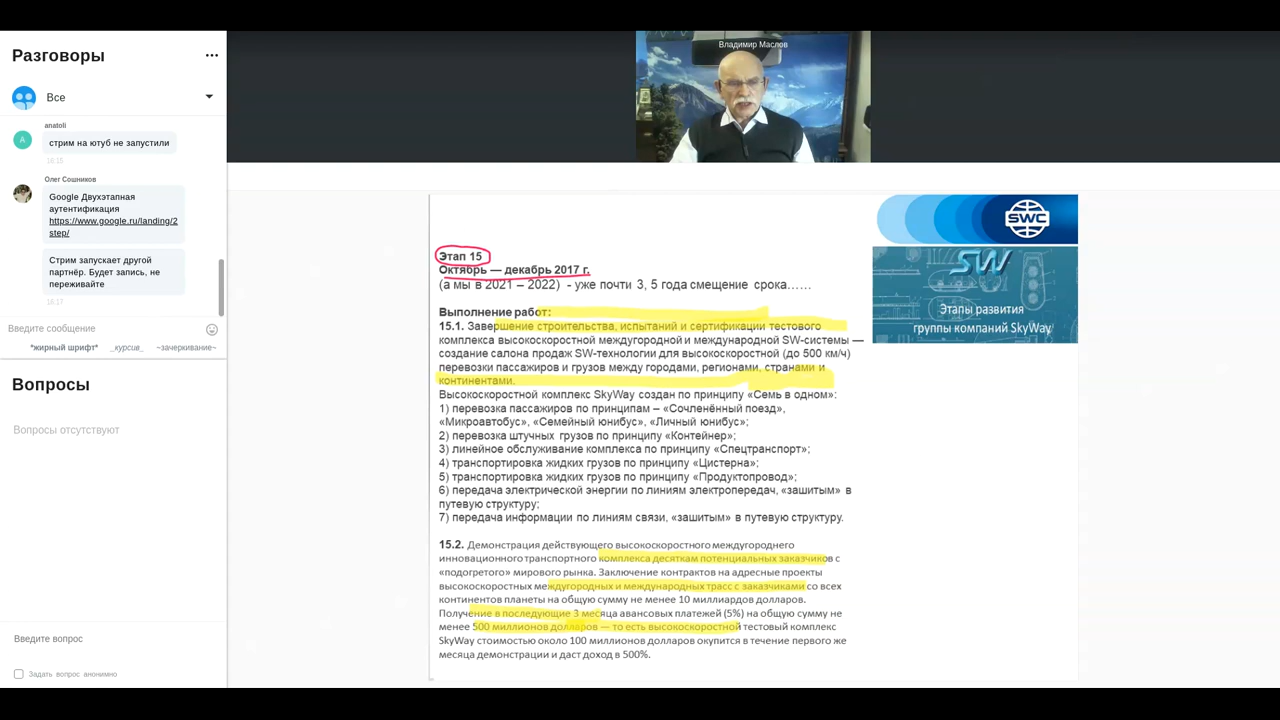 Разговоры
Все
anatoli
A
стрим на ютуб не запустили
16:15
Олег Сошников
Google Двухэтапная
аутентификация
https://www.google.ru/landing/2
step/
Стрим запускает другой
партнёр. Будет запись, не
переживайте
16:17
Введите сообщение
*жирный шрифт* _курсив_ ~зачеркивание~
Вопросы
Вопросы отсутствуют
Введите вопрос
Задать вопрос анонимно
Владимир Маслов
SWC
SW
Этапы развития
группы компаний SkyWay
Этап 15
Октябрь — декабрь 2017 г.
(а мы в 2021 – 2022) - уже почти 3, 5 года смещение срока……
Выполнение работ:
15.1. Завершение строительства, испытаний и сертификации тестового
комплекса высокоскоростной междугородной и международной SW-системы —
создание салона продаж SW-технологии для высокоскоростной (до 500 км/ч)
перевозки пассажиров и грузов между городами, регионами, странами и
континентами.
Высокоскоростной комплекс SkyWay создан по принципу «Семь в одном»:
1) перевозка пассажиров по принципам – «Сочленённый поезд»,
«Микроавтобус», «Семейный юнибус», «Личный юнибус»;
2) перевозка штучных грузов по принципу «Контейнер»;
3) линейное обслуживание комплекса по принципу «Спецтранспорт»;
4) транспортировка жидких грузов по принципу «Цистерна»;
5) транспортировка жидких грузов по принципу «Продуктопровод»;
6) передача электрической энергии по линиям электропередач, «зашитым» в
путевую структуру;
7) передача информации по линиям связи, «зашитым» в путевую структуру.
15.2. Демонстрация действующего высокоскоростного междугороднего
инновационного транспортного комплекса десяткам потенциальных заказчиков с
«подогретого» мирового рынка. Заключение контрактов на адресные проекты
высокоскоростных междугородных и международных трасс с заказчиками со всех
континентов планеты на общую сумму не менее 10 миллиардов долларов.
Получение в последующие 3 месяца авансовых платежей (5%) на общую сумму не
менее 500 миллионов долларов — то есть высокоскоростной тестовый комплекс
SkyWay стоимостью около 100 миллионов долларов окупится в течение первого же
месяца демонстрации и даст доход в 500%.